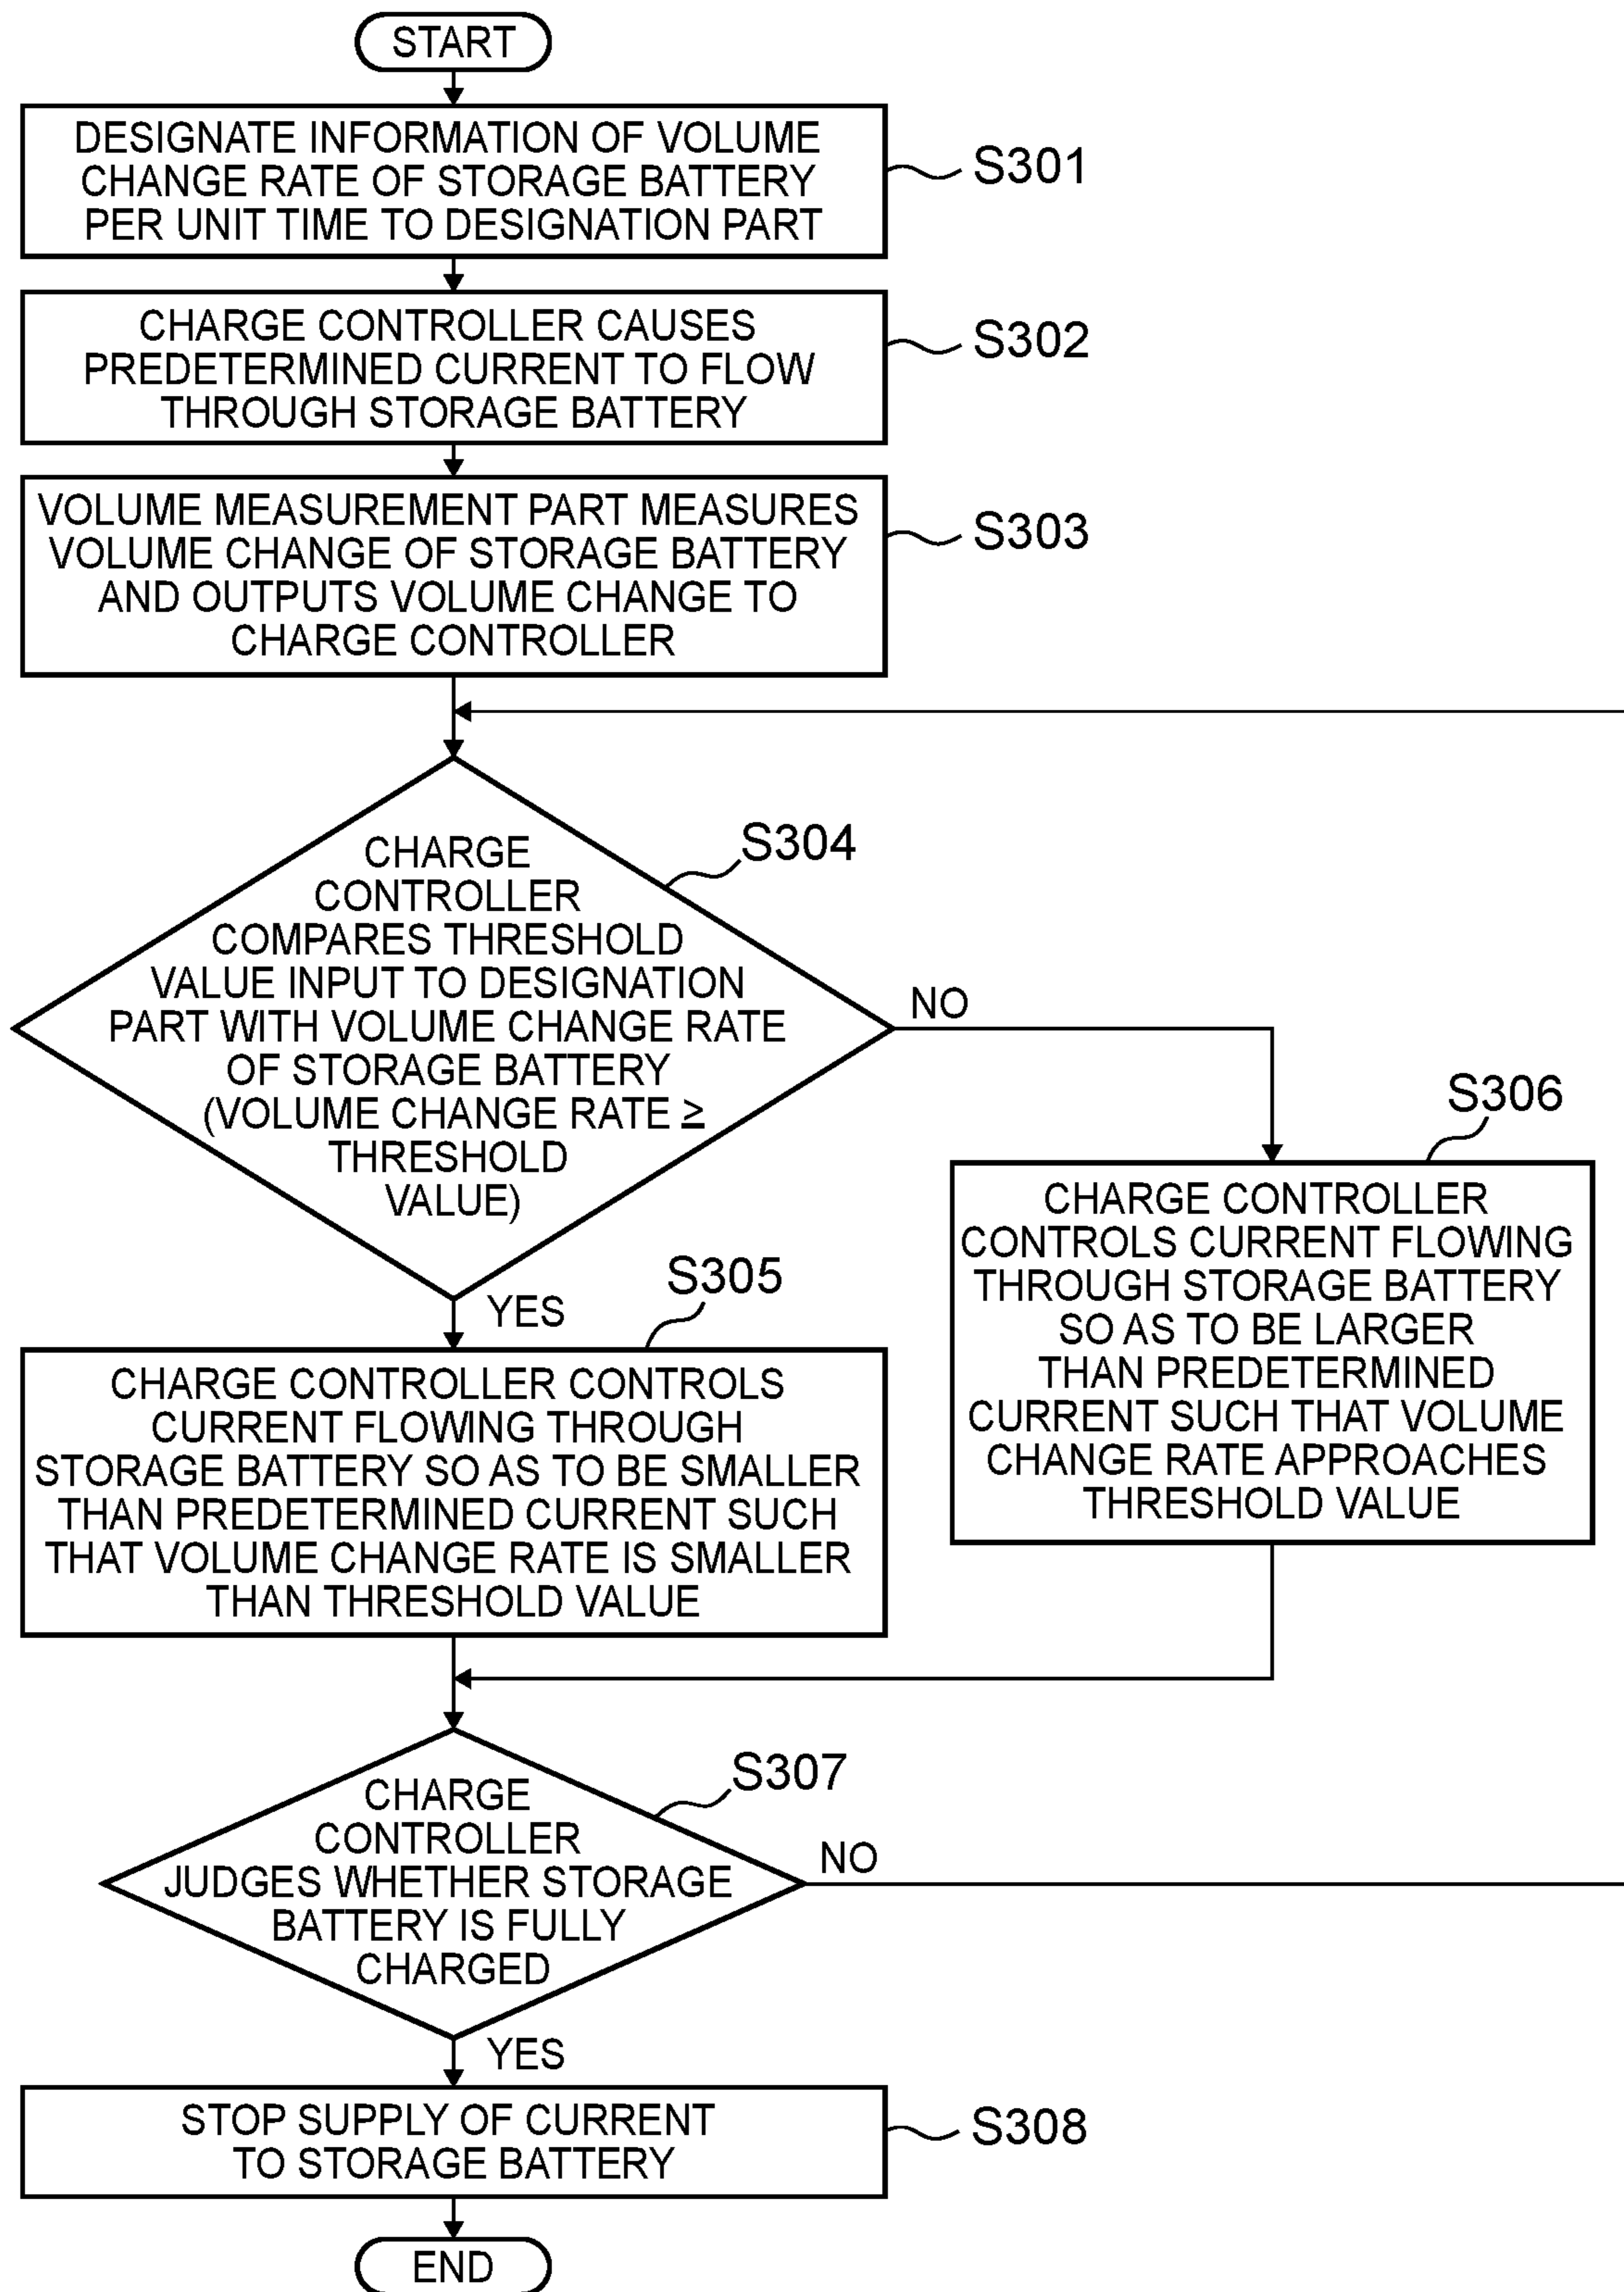 START
DESIGNATE INFORMATION OF VOLUME
CHANGE RATE OF STORAGE BATTERY
PER UNIT TIME TO DESIGNATION PART
S301
CHARGE CONTROLLER CAUSES
PREDETERMINED CURRENT TO FLOW
THROUGH STORAGE BATTERY
S302
VOLUME MEASUREMENT PART MEASURES
VOLUME CHANGE OF STORAGE BATTERY
AND OUTPUTS VOLUME CHANGE TO
CHARGE CONTROLLER
S303
CHARGE
CONTROLLER
COMPARES THRESHOLD
VALUE INPUT TO DESIGNATION
PART WITH VOLUME CHANGE RATE
OF STORAGE BATTERY
(VOLUME CHANGE RATE ≥
THRESHOLD
VALUE)
S304
NO
YES
S305
CHARGE CONTROLLER CONTROLS
CURRENT FLOWING THROUGH
STORAGE BATTERY SO AS TO BE SMALLER
THAN PREDETERMINED CURRENT SUCH
THAT VOLUME CHANGE RATE IS SMALLER
THAN THRESHOLD VALUE
S306
CHARGE CONTROLLER
CONTROLS CURRENT FLOWING
THROUGH STORAGE BATTERY
SO AS TO BE LARGER
THAN PREDETERMINED
CURRENT SUCH THAT VOLUME
CHANGE RATE APPROACHES
THRESHOLD VALUE
CHARGE
CONTROLLER
JUDGES WHETHER STORAGE
BATTERY IS FULLY
CHARGED
S307
NO
YES
STOP SUPPLY OF CURRENT
TO STORAGE BATTERY
S308
END